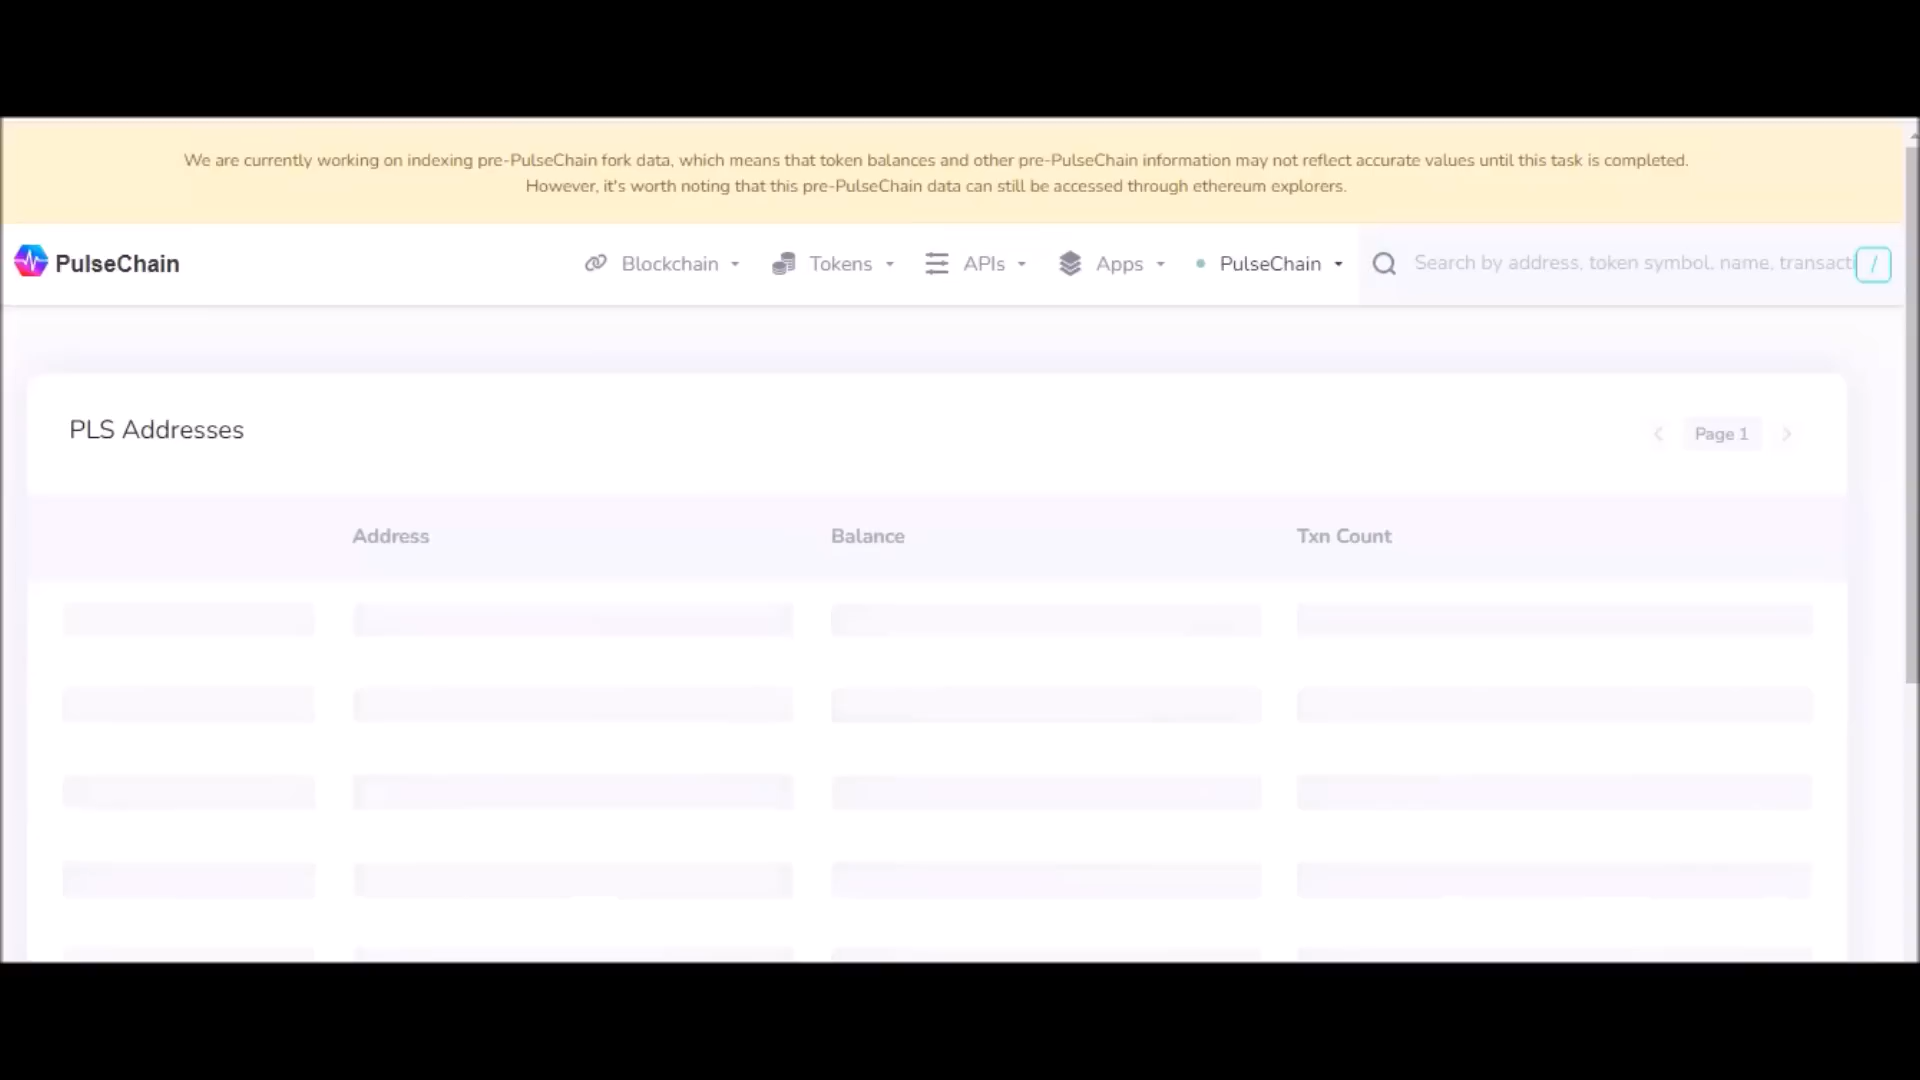 We are currently working on indexing pre-PulseChain fork data, which means that token balances and other pre-PulseChain information may not reflect accurate values until this task is completed.
However, it's worth noting that this pre-PulseChain data can still be accessed through ethereum explorers.
PulseChain Blockchain Tokens APIs Apps PulseChain Search by address, token symbol, name, transact /
PLS Addresses Page 1
Address Balance Txn Count